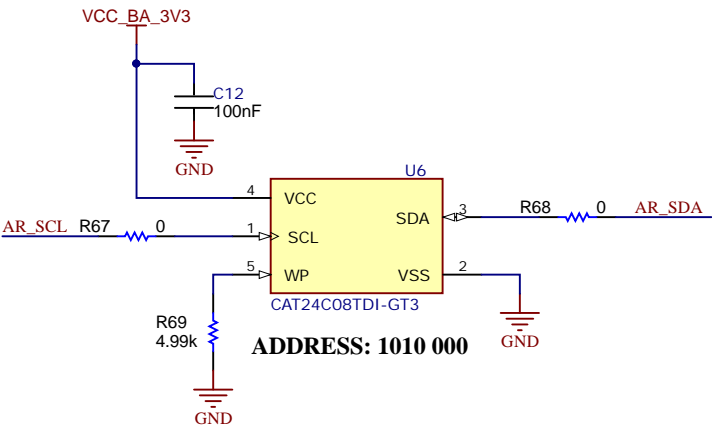 VCC_BA_3V3
C12
100nF
GND
U6
4
VCC
SDA
3
R68
0
AR_SDA
AR_SCL
R67
0
1
SCL
5
WP
VSS
2
CAT24C08TDI-GT3
R69
4.99k
ADDRESS: 1010 000
GND
GND